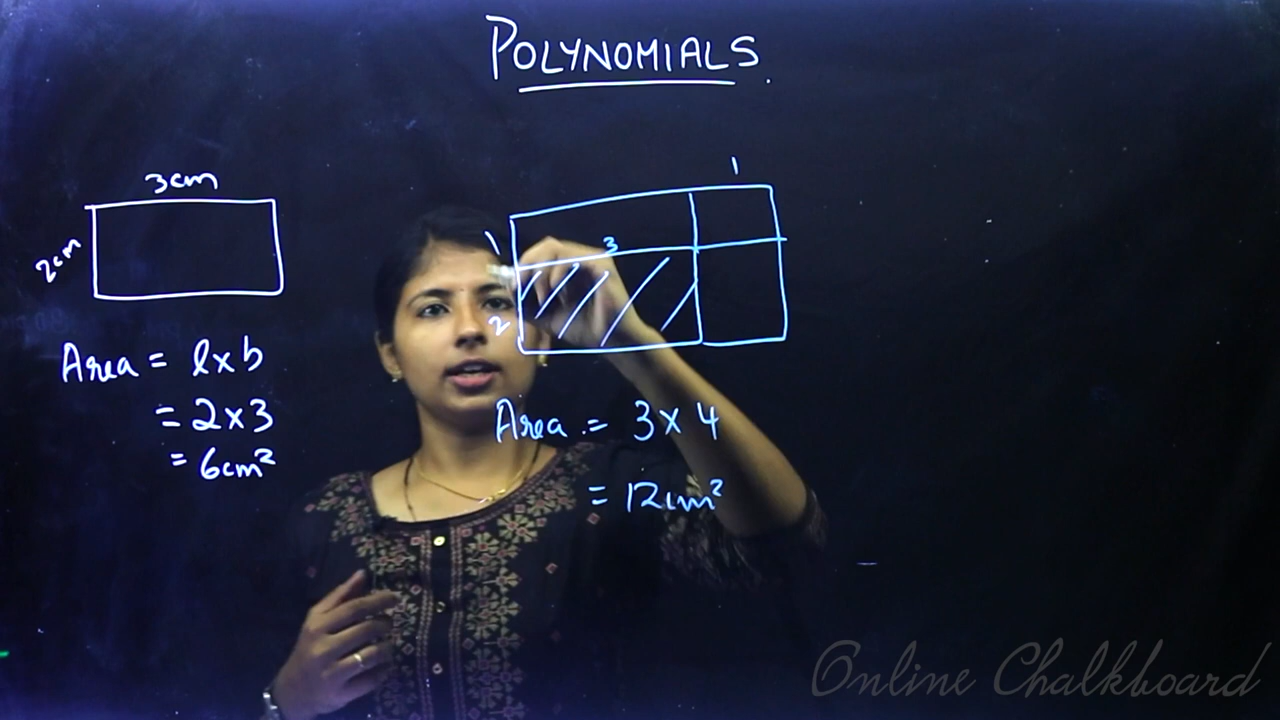 POLYNOMIALS.
3cm
2cm
Area = l x b
= 2 x 3
= 6cm²
1
1
3
2
Area = 3 x 4
= 12cm²
Online Chalkboard